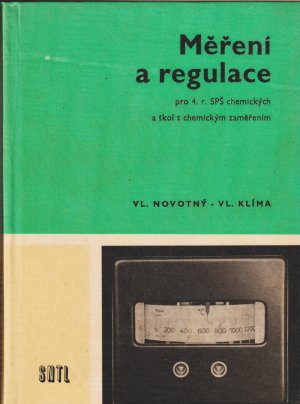 Měření
a regulace
pro 4. r. SPŠ chemických
a škol s chemickým zaměřením
VL. NOVOTNÝ - VL. KLÍMA
°C
200 400 600 800 1000 1200
SNTL